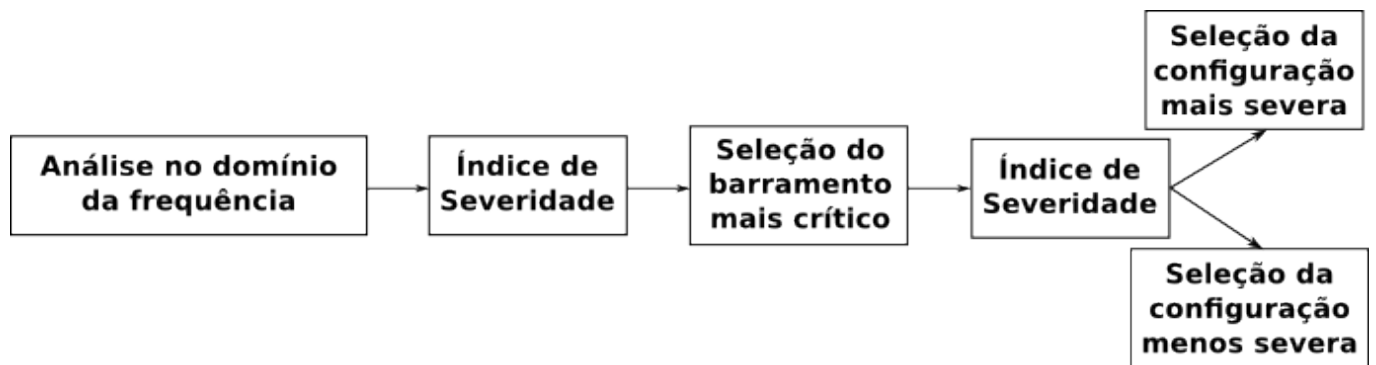 Análise no domínio
da frequência
Índice de
Severidade
Seleção do
barramento
mais crítico
Índice de
Severidade
Seleção da
configuração
mais severa
Seleção da
configuração
menos severa